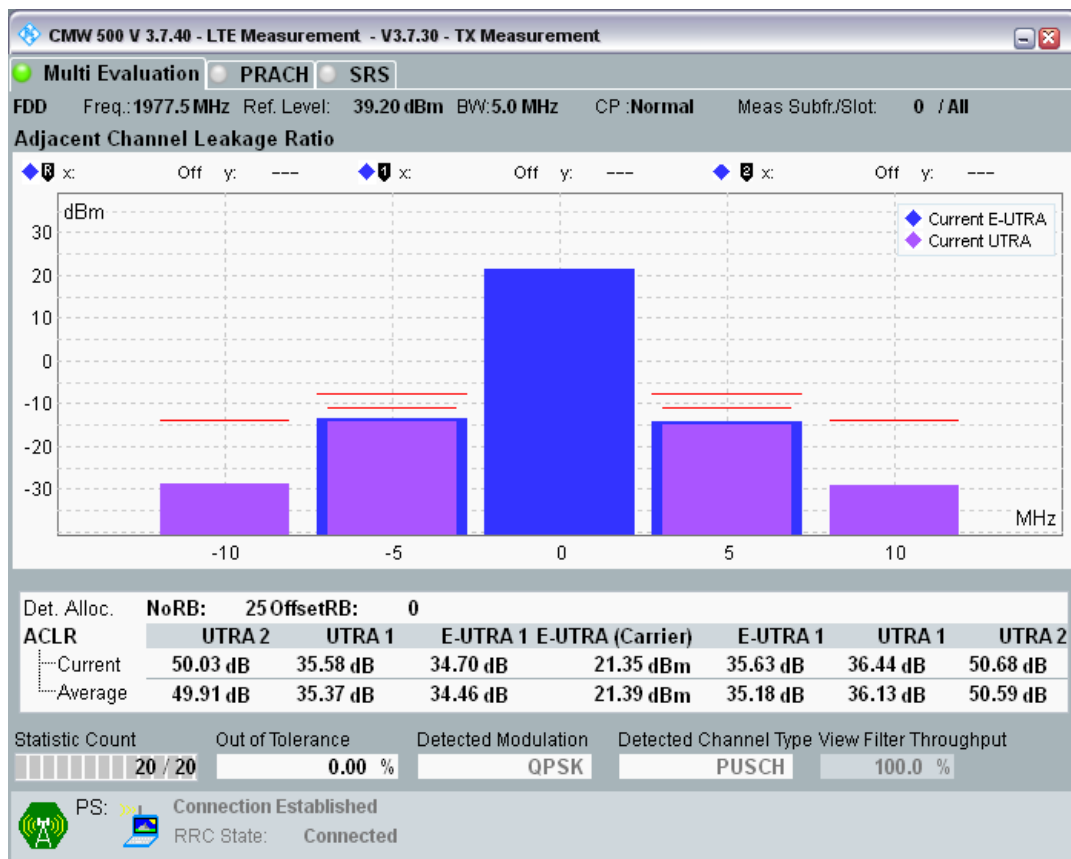 CMW 500 V 3.7.40 - LTE Measurement - V3.7.30 - TX Measurement
Multi Evaluation PRACH SRS
FDD Freq.:1977.5 MHz Ref. Level: 39.20 dBm BW:5.0 MHz CP :Normal Meas Subfr./Slot: 0 / All
Adjacent Channel Leakage Ratio
R x: Off y: --- 1 x: Off y: --- 2 x: Off y: ---
dBm
Current E-UTRA
Current UTRA
30
20
10
0
-10
-20
-30
MHz
-10 -5 0 5 10
Det. Alloc. NoRB: 25 OffsetRB: 0
ACLR UTRA 2 UTRA 1 E-UTRA 1 E-UTRA (Carrier) E-UTRA 1 UTRA 1 UTRA 2
Current 50.03 dB 35.58 dB 34.70 dB 21.35 dBm 35.63 dB 36.44 dB 50.68 dB
Average 49.91 dB 35.37 dB 34.46 dB 21.39 dBm 35.18 dB 36.13 dB 50.59 dB
Statistic Count Out of Tolerance Detected Modulation Detected Channel Type View Filter Throughput
20 / 20 0.00 % QPSK PUSCH 100.0 %
PS: Connection Established
RRC State: Connected